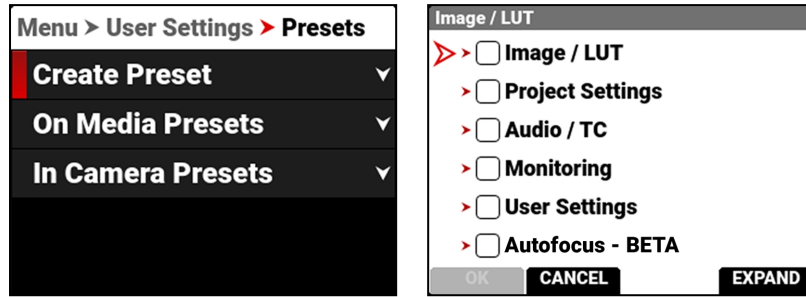 Menu > User Settings > Presets
Create Preset
On Media Presets
In Camera Presets
Image / LUT
Image / LUT
Project Settings
Audio / TC
Monitoring
User Settings
Autofocus - BETA
OK CANCEL EXPAND